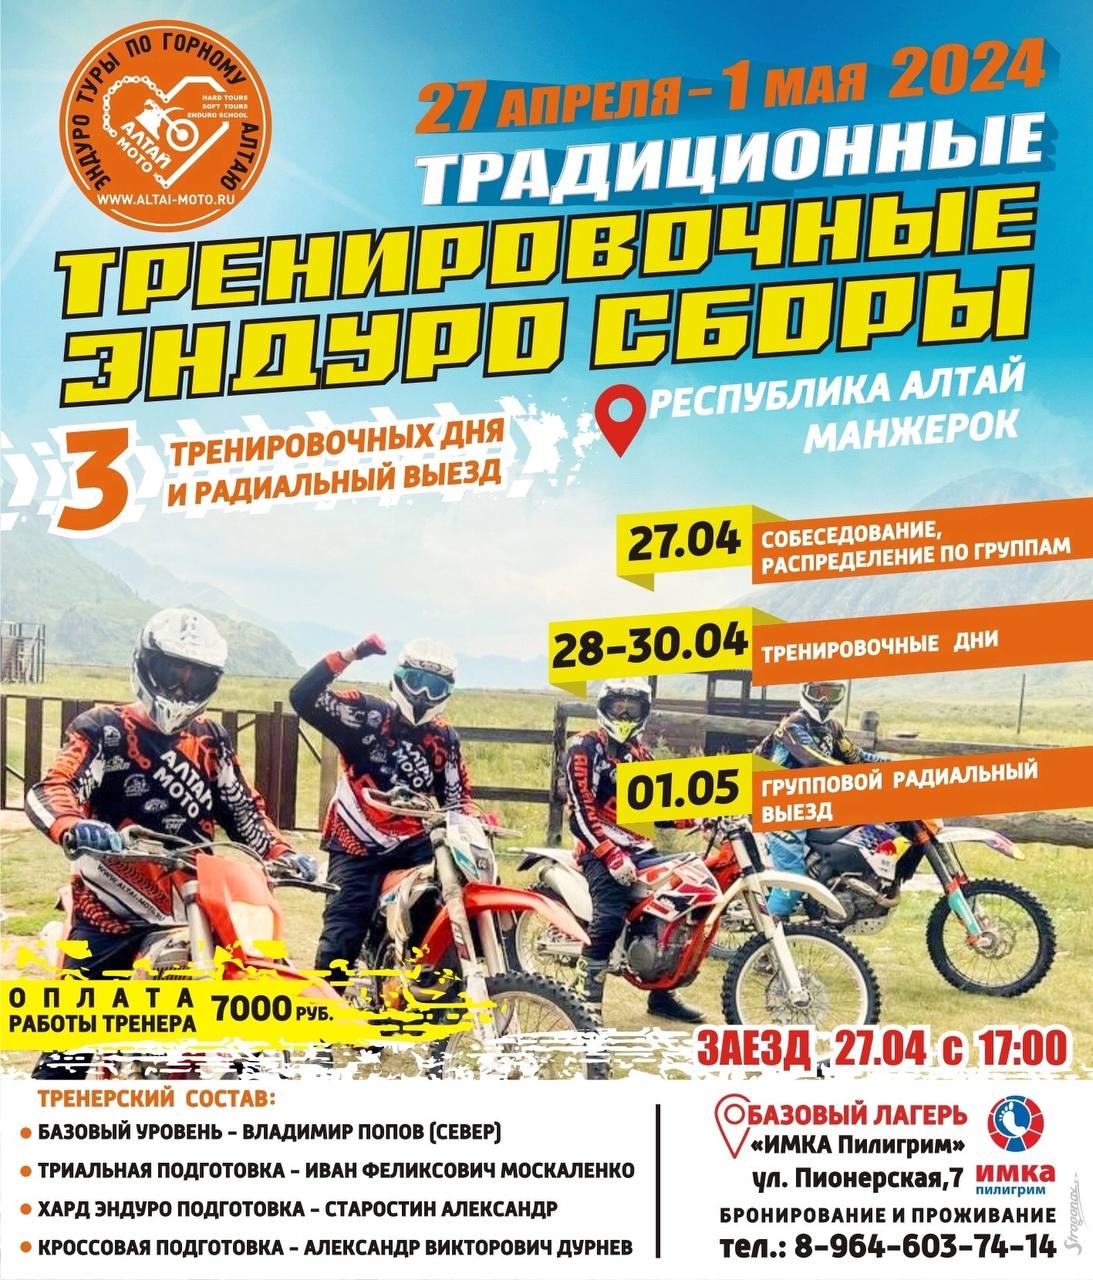 ЭНДУРО ТУРЫ ПО ГОРНОМУ АЛТАЮ
HARD TOURS
SOFT TOURS
ENDURO SCHOOL
АЛТАЙ
МОТО
WWW.ALTAI-MOTO.RU
27 АПРЕЛЯ – 1 МАЯ 2024
ТРАДИЦИОННЫЕ
ТРЕНИРОВОЧНЫЕ
ЭНДУРО СБОРЫ
РЕСПУБЛИКА АЛТАЙ
МАНЖЕРОК
3 ТРЕНИРОВОЧНЫХ ДНЯ
И РАДИАЛЬНЫЙ ВЫЕЗД
27.04 СОБЕСЕДОВАНИЕ,
РАСПРЕДЕЛЕНИЕ ПО ГРУППАМ
28-30.04 ТРЕНИРОВОЧНЫЕ ДНИ
01.05 ГРУППОВОЙ РАДИАЛЬНЫЙ
ВЫЕЗД
АЛТАЙ
МОТО
WWW.ALTAI-MOTO.RU
АЛТАЙ
МОТО
ОПЛАТА
РАБОТЫ ТРЕНЕРА 7000 РУБ.
ЗАЕЗД 27.04 с 17:00
ТРЕНЕРСКИЙ СОСТАВ:
• БАЗОВЫЙ УРОВЕНЬ – ВЛАДИМИР ПОПОВ (СЕВЕР)
• ТРИАЛЬНАЯ ПОДГОТОВКА – ИВАН ФЕЛИКСОВИЧ МОСКАЛЕНКО
• ХАРД ЭНДУРО ПОДГОТОВКА – СТАРОСТИН АЛЕКСАНДР
• КРОССОВАЯ ПОДГОТОВКА – АЛЕКСАНДР ВИКТОРОВИЧ ДУРНЕВ
БАЗОВЫЙ ЛАГЕРЬ
«ИМКА Пилигрим»
ул. Пионерская,7
имка
пилигрим
БРОНИРОВАНИЕ И ПРОЖИВАНИЕ
тел.: 8-964-603-74-14